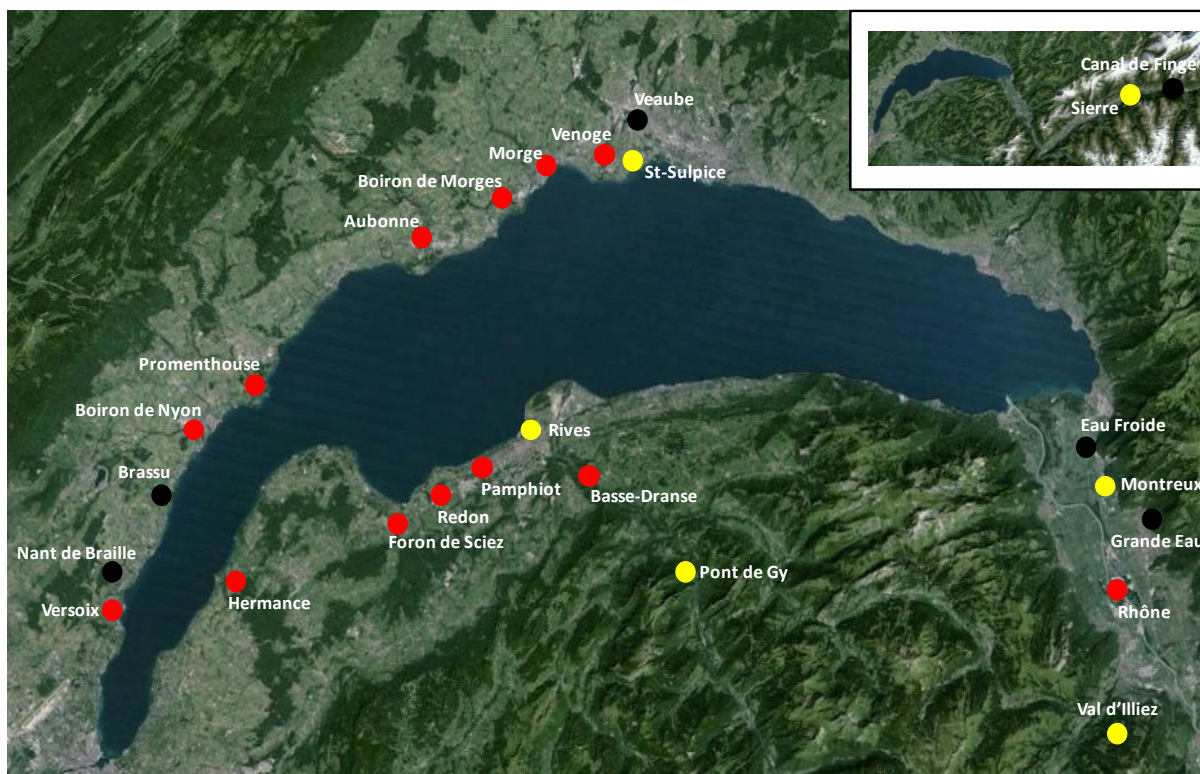 Canal de Finge
Sierre
Veaube
Venoge
Morge
St-Sulpice
Boiron de Morges
Aubonne
Promenthouse
Boiron de Nyon
Rives
Eau Froide
Brassu
Pamphiot
Basse-Dranse
Montreux
Redon
Foron de Sciez
Grande Eau
Nant de Braille
Pont de Gy
Hermance
Versoix
Rhône
Val d'Illiez